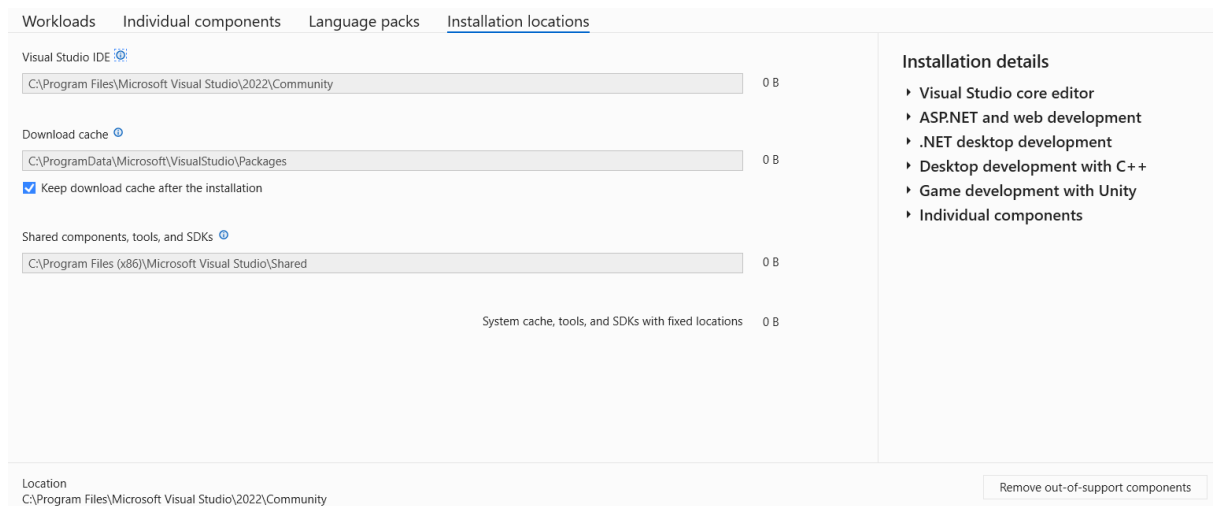 Workloads Individual components Language packs Installation locations
Visual Studio IDE
C:\Program Files\Microsoft Visual Studio\2022\Community 0 B
Download cache
C:\ProgramData\Microsoft\VisualStudio\Packages 0 B
Keep download cache after the installation
Shared components, tools, and SDKs
C:\Program Files (x86)\Microsoft Visual Studio\Shared 0 B
System cache, tools, and SDKs with fixed locations 0 B
Installation details
Visual Studio core editor
ASP.NET and web development
.NET desktop development
Desktop development with C++
Game development with Unity
Individual components
Location
C:\Program Files\Microsoft Visual Studio\2022\Community
Remove out-of-support components